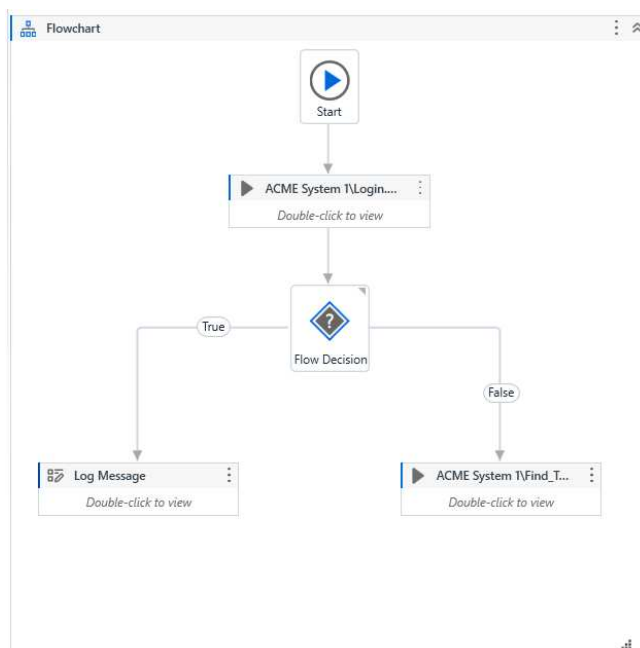 Flowchart
Start
ACME System 1\Login....
Double-click to view
True
?
Flow Decision
False
Log Message
Double-click to view
ACME System 1\Find_T...
Double-click to view